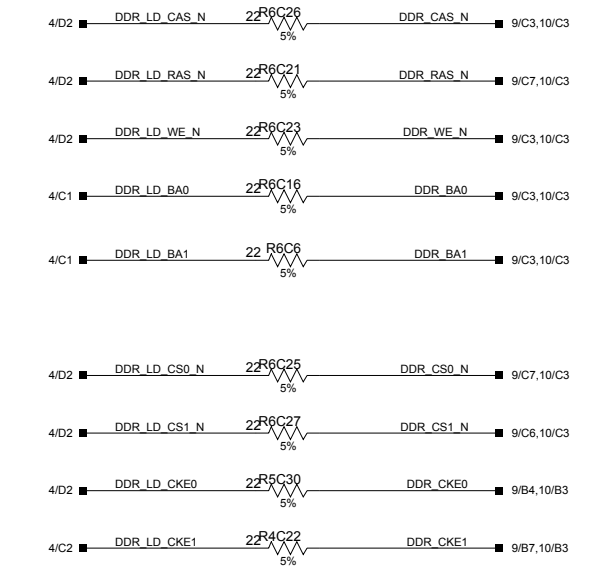 4/D2 DDR_LD_CAS_N 22 R6C26 5% DDR_CAS_N 9/C3,10/C3
4/D2 DDR_LD_RAS_N 22 R6C21 5% DDR_RAS_N 9/C7,10/C3
4/D2 DDR_LD_WE_N 22 R6C23 5% DDR_WE_N 9/C3,10/C3
4/C1 DDR_LD_BA0 22 R6C16 5% DDR_BA0 9/C3,10/C3
4/C1 DDR_LD_BA1 22 R6C6 5% DDR_BA1 9/C3,10/C3
4/D2 DDR_LD_CS0_N 22 R6C25 5% DDR_CS0_N 9/C7,10/C3
4/D2 DDR_LD_CS1_N 22 R6C27 5% DDR_CS1_N 9/C6,10/C3
4/D2 DDR_LD_CKE0 22 R5C30 5% DDR_CKE0 9/B4,10/B3
4/C2 DDR_LD_CKE1 22 R4C22 5% DDR_CKE1 9/B7,10/B3